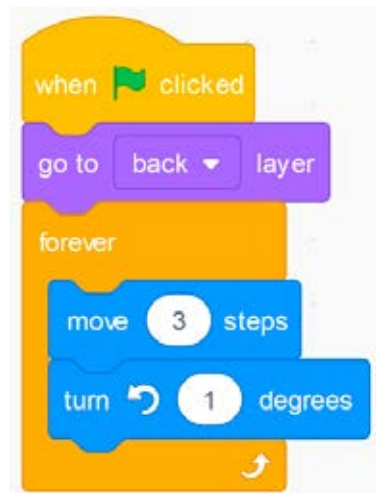 when clicked
go to back layer
forever
move 3 steps
turn 1 degrees